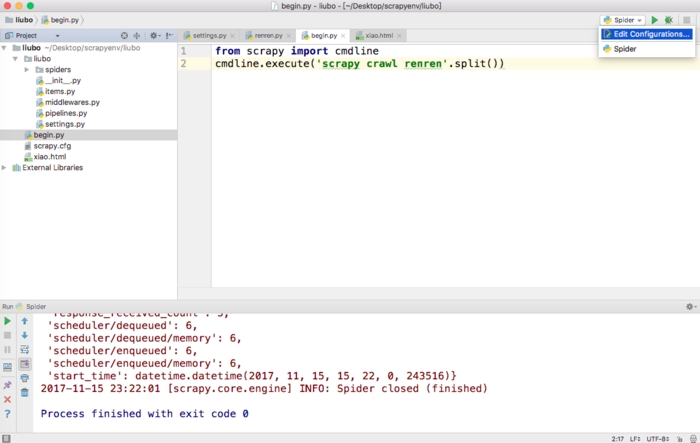 begin.py - liubo - [~/Desktop/scrapyenv/liubo]
liubo begin.py
Spider
Edit Configurations...
Spider
Project
settings.py renren.py begin.py xiao.html
liubo ~/Desktop/scrapyenv/liubo
liubo
spiders
__init__.py
items.py
middlewares.py
pipelines.py
settings.py
begin.py
scrapy.cfg
xiao.html
External Libraries
1 from scrapy import cmdline
2 cmdline.execute('scrapy crawl renren'.split())
Run Spider
'response_received_count': 5,
'scheduler/dequeued': 6,
'scheduler/dequeued/memory': 6,
'scheduler/enqueued': 6,
'scheduler/enqueued/memory': 6,
'start_time': datetime.datetime(2017, 11, 15, 15, 22, 0, 243516)}
2017-11-15 23:22:01 [scrapy.core.engine] INFO: Spider closed (finished)
Process finished with exit code 0
2:17 LF÷ UTF-8÷